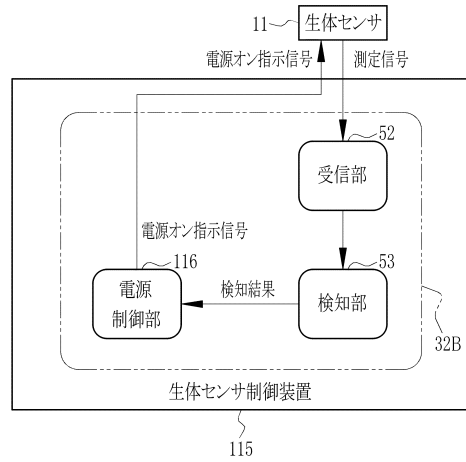 11
生体センサ
電源オン指示信号
測定信号
52
受信部
電源オン指示信号
116
53
電源
制御部
検知結果
検知部
32B
生体センサ制御装置
115